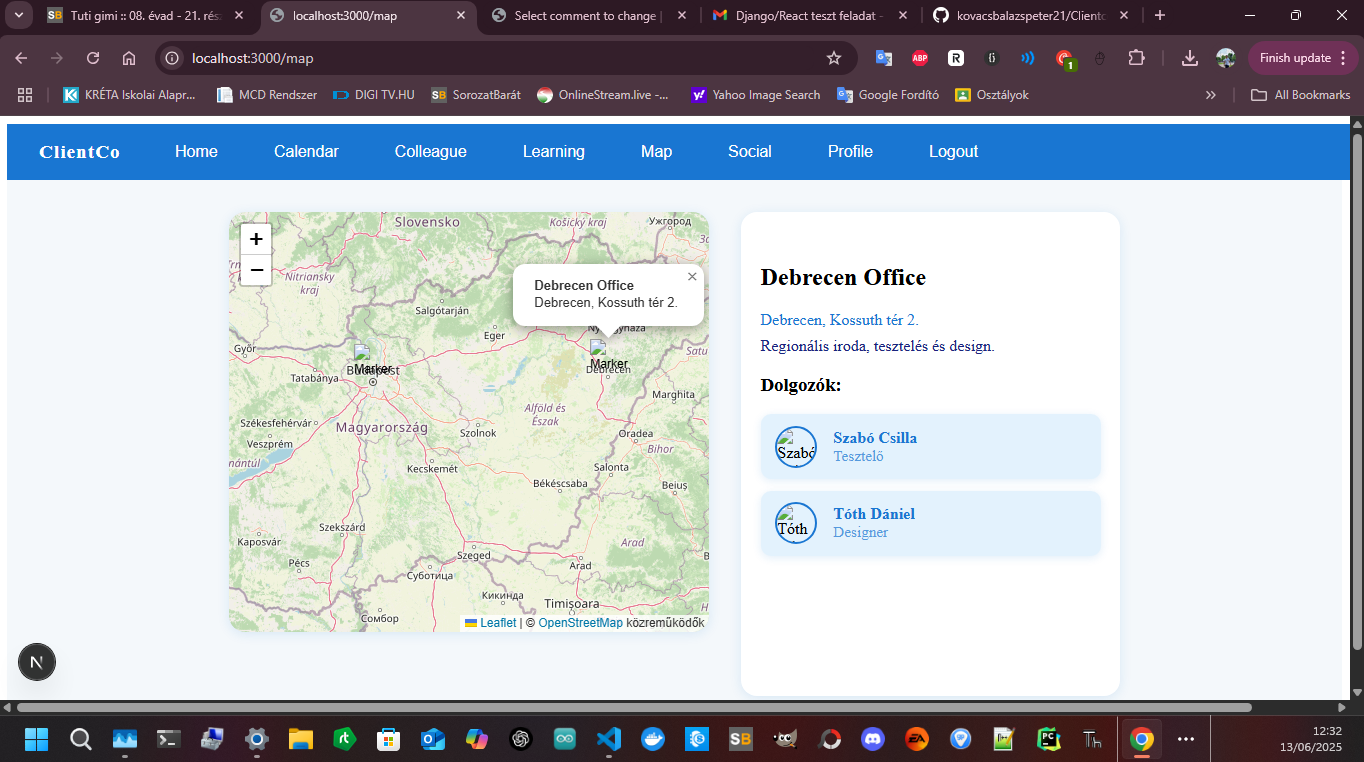 Tuti gimi :: 08. évad - 21. rés
localhost:3000/map
Select comment to change |
Django/React teszt feladat -
kovacsbalazspeter21/Cliento
localhost:3000/map
ABP
R
1
Finish update
KRÉTA Iskolai Alapr...
MCD Rendszer
DIGI TV.HU
SorozatBarát
OnlineStream.live -...
Yahoo Image Search
Google Fordító
Osztályok
»
All Bookmarks
ClientCo
Home
Calendar
Colleague
Learning
Map
Social
Profile
Logout
+
−
Slovensko
Košický kraj
Ужгород
Nitriansky
kraj
Salgótarján
Eger
Győr
Tatabánya
Marker
Budapest
Debrecen Office
Debrecen, Kossuth tér 2.
×
Marker
Debrecen
Satu
Marghita
Székesfehérvár
Veszprém
Magyarország
Szolnok
Alföld és
Észak
Oradea
Bihor
Kecskemét
Salonta
Békéscsaba
Beiuș
Szekszárd
Kaposvár
Pécs
Szeged
Arad
Arad
Суботица
Кикинда
Timișoara
Сомбор
Leaflet | © OpenStreetMap közreműködők
Debrecen Office
Debrecen, Kossuth tér 2.
Regionális iroda, tesztelés és design.
Dolgozók:
Szabó
Szabó Csilla
Tesztelő
Tóth
Tóth Dániel
Designer
N
12:32
13/06/2025